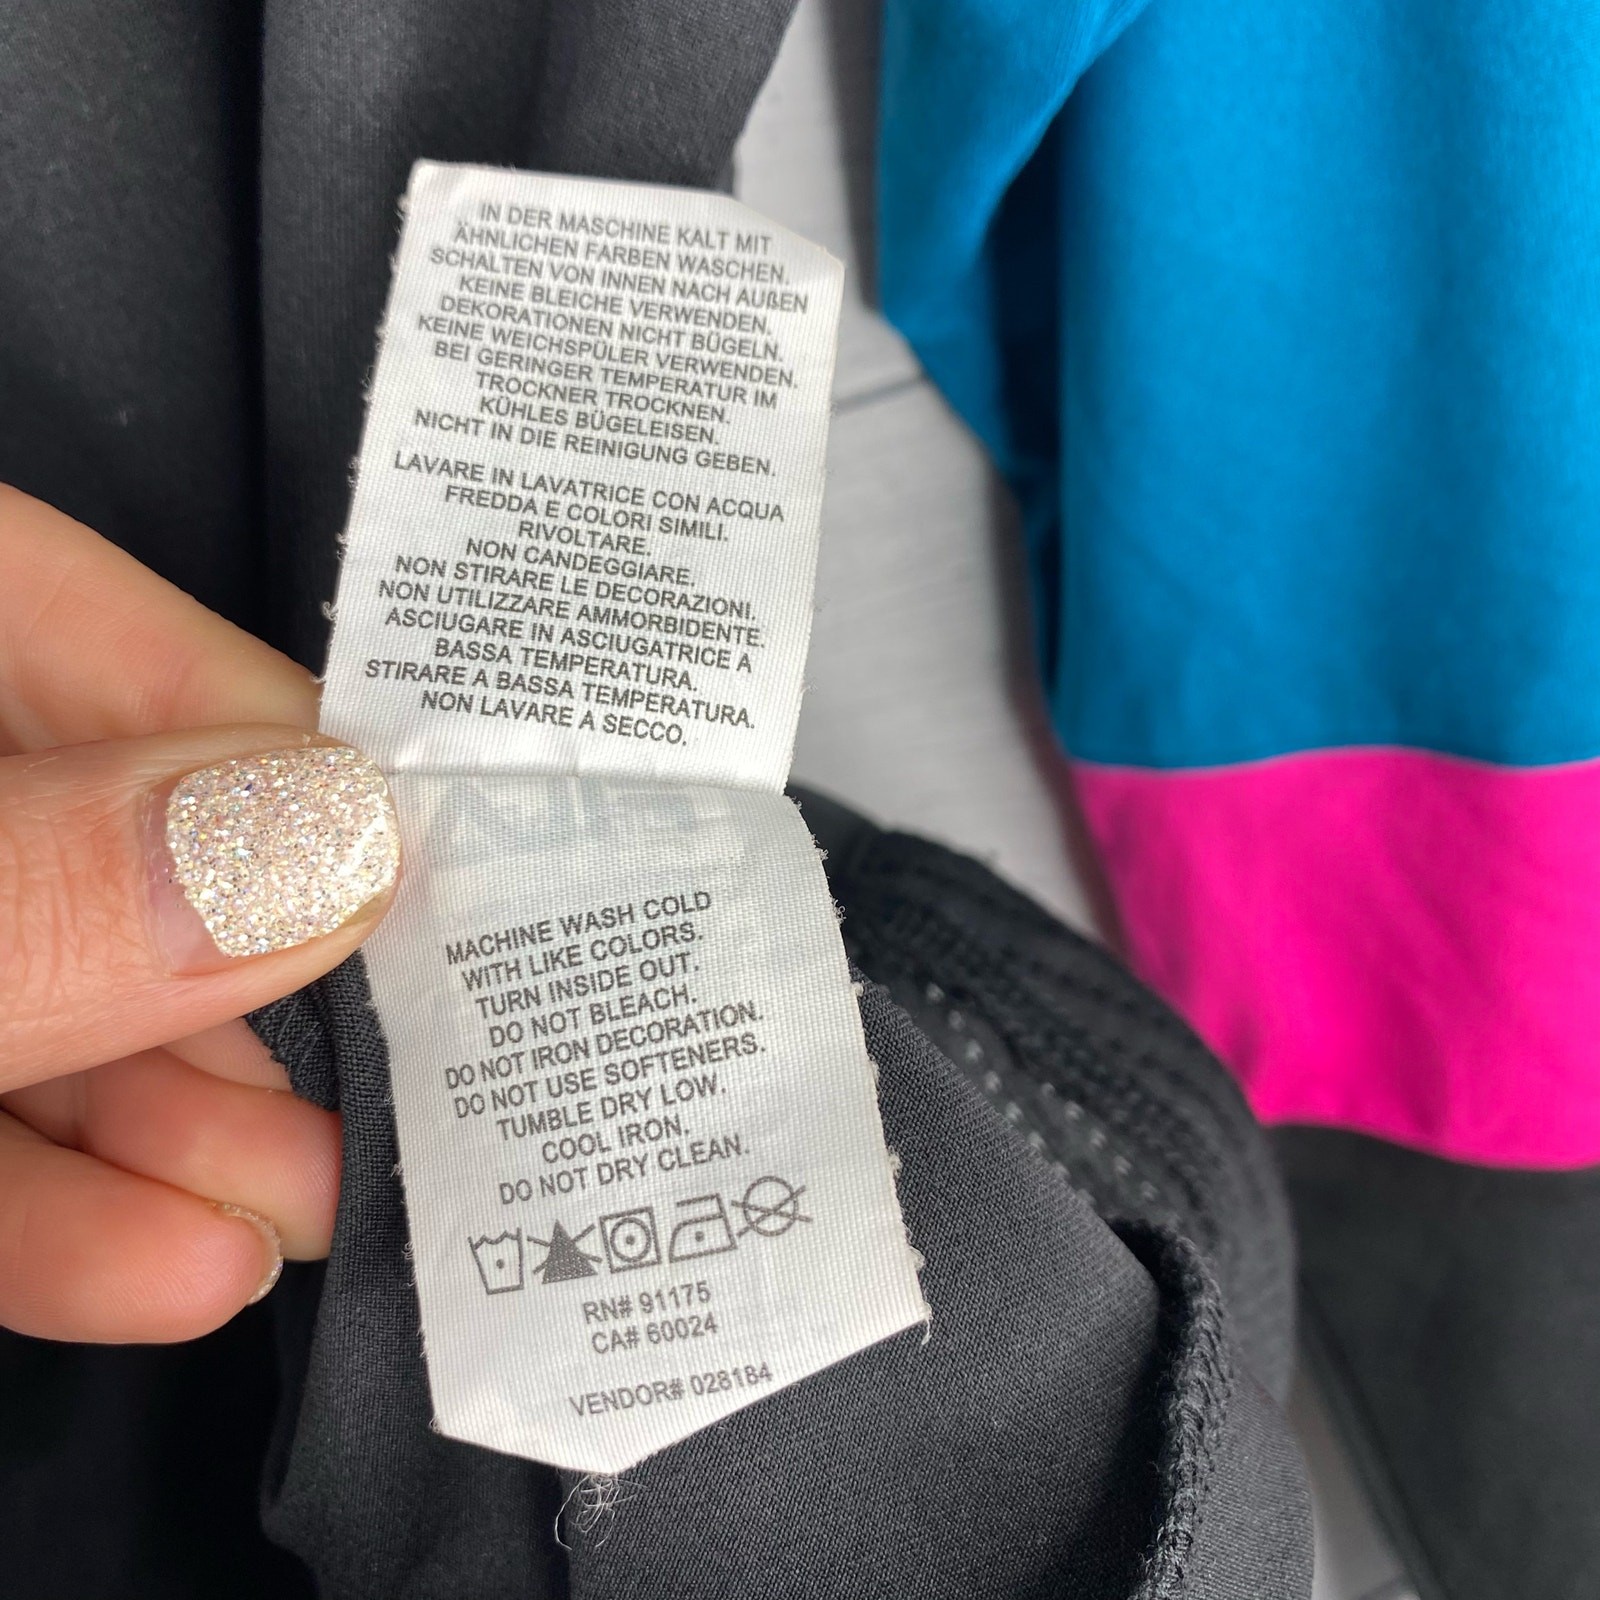 IN DER MASCHINE KALT MIT
ÄHNLICHEN FARBEN WASCHEN.
SCHALTEN VON INNEN NACH AUßEN
KEINE BLEICHE VERWENDEN.
DEKORATIONEN NICHT BÜGELN.
KEINE WEICHSPÜLER VERWENDEN.
BEI GERINGER TEMPERATUR IM
TROCKNER TROCKNEN.
KÜHLES BÜGELEISEN.
NICHT IN DIE REINIGUNG GEBEN.
LAVARE IN LAVATRICE CON ACQUA
FREDDA E COLORI SIMILI.
RIVOLTARE.
NON CANDEGGIARE.
NON STIRARE LE DECORAZIONI.
NON UTILIZZARE AMMORBIDENTE.
ASCIUGARE IN ASCIUGATRICE A
BASSA TEMPERATURA.
STIRARE A BASSA TEMPERATURA.
NON LAVARE A SECCO.
MACHINE WASH COLD
WITH LIKE COLORS.
TURN INSIDE OUT.
DO NOT BLEACH.
DO NOT IRON DECORATION.
DO NOT USE SOFTENERS.
TUMBLE DRY LOW.
COOL IRON.
DO NOT DRY CLEAN.
RN# 91175
CA# 60024
VENDOR# 028184